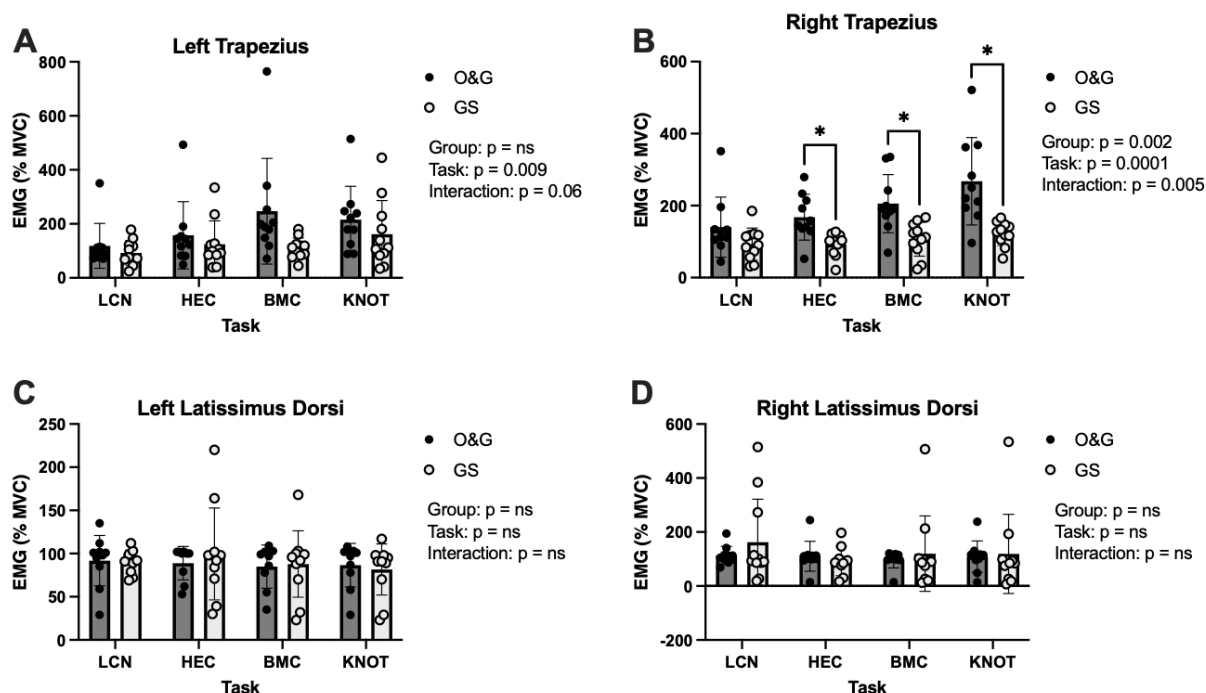 A
Left Trapezius
EMG (% MVC)
800
600
400
200
0
LCN HEC BMC KNOT
Task
O&G
GS
Group: p = ns
Task: p = 0.009
Interaction: p = 0.06
B
Right Trapezius
EMG (% MVC)
600
400
200
0
* * *
LCN HEC BMC KNOT
Task
O&G
GS
Group: p = 0.002
Task: p = 0.0001
Interaction: p = 0.005
C
Left Latissimus Dorsi
EMG (% MVC)
250
200
150
100
50
0
LCN HEC BMC KNOT
Task
O&G
GS
Group: p = ns
Task: p = ns
Interaction: p = ns
D
Right Latissimus Dorsi
EMG (% MVC)
600
400
200
0
-200
LCN HEC BMC KNOT
Task
O&G
GS
Group: p = ns
Task: p = ns
Interaction: p = ns